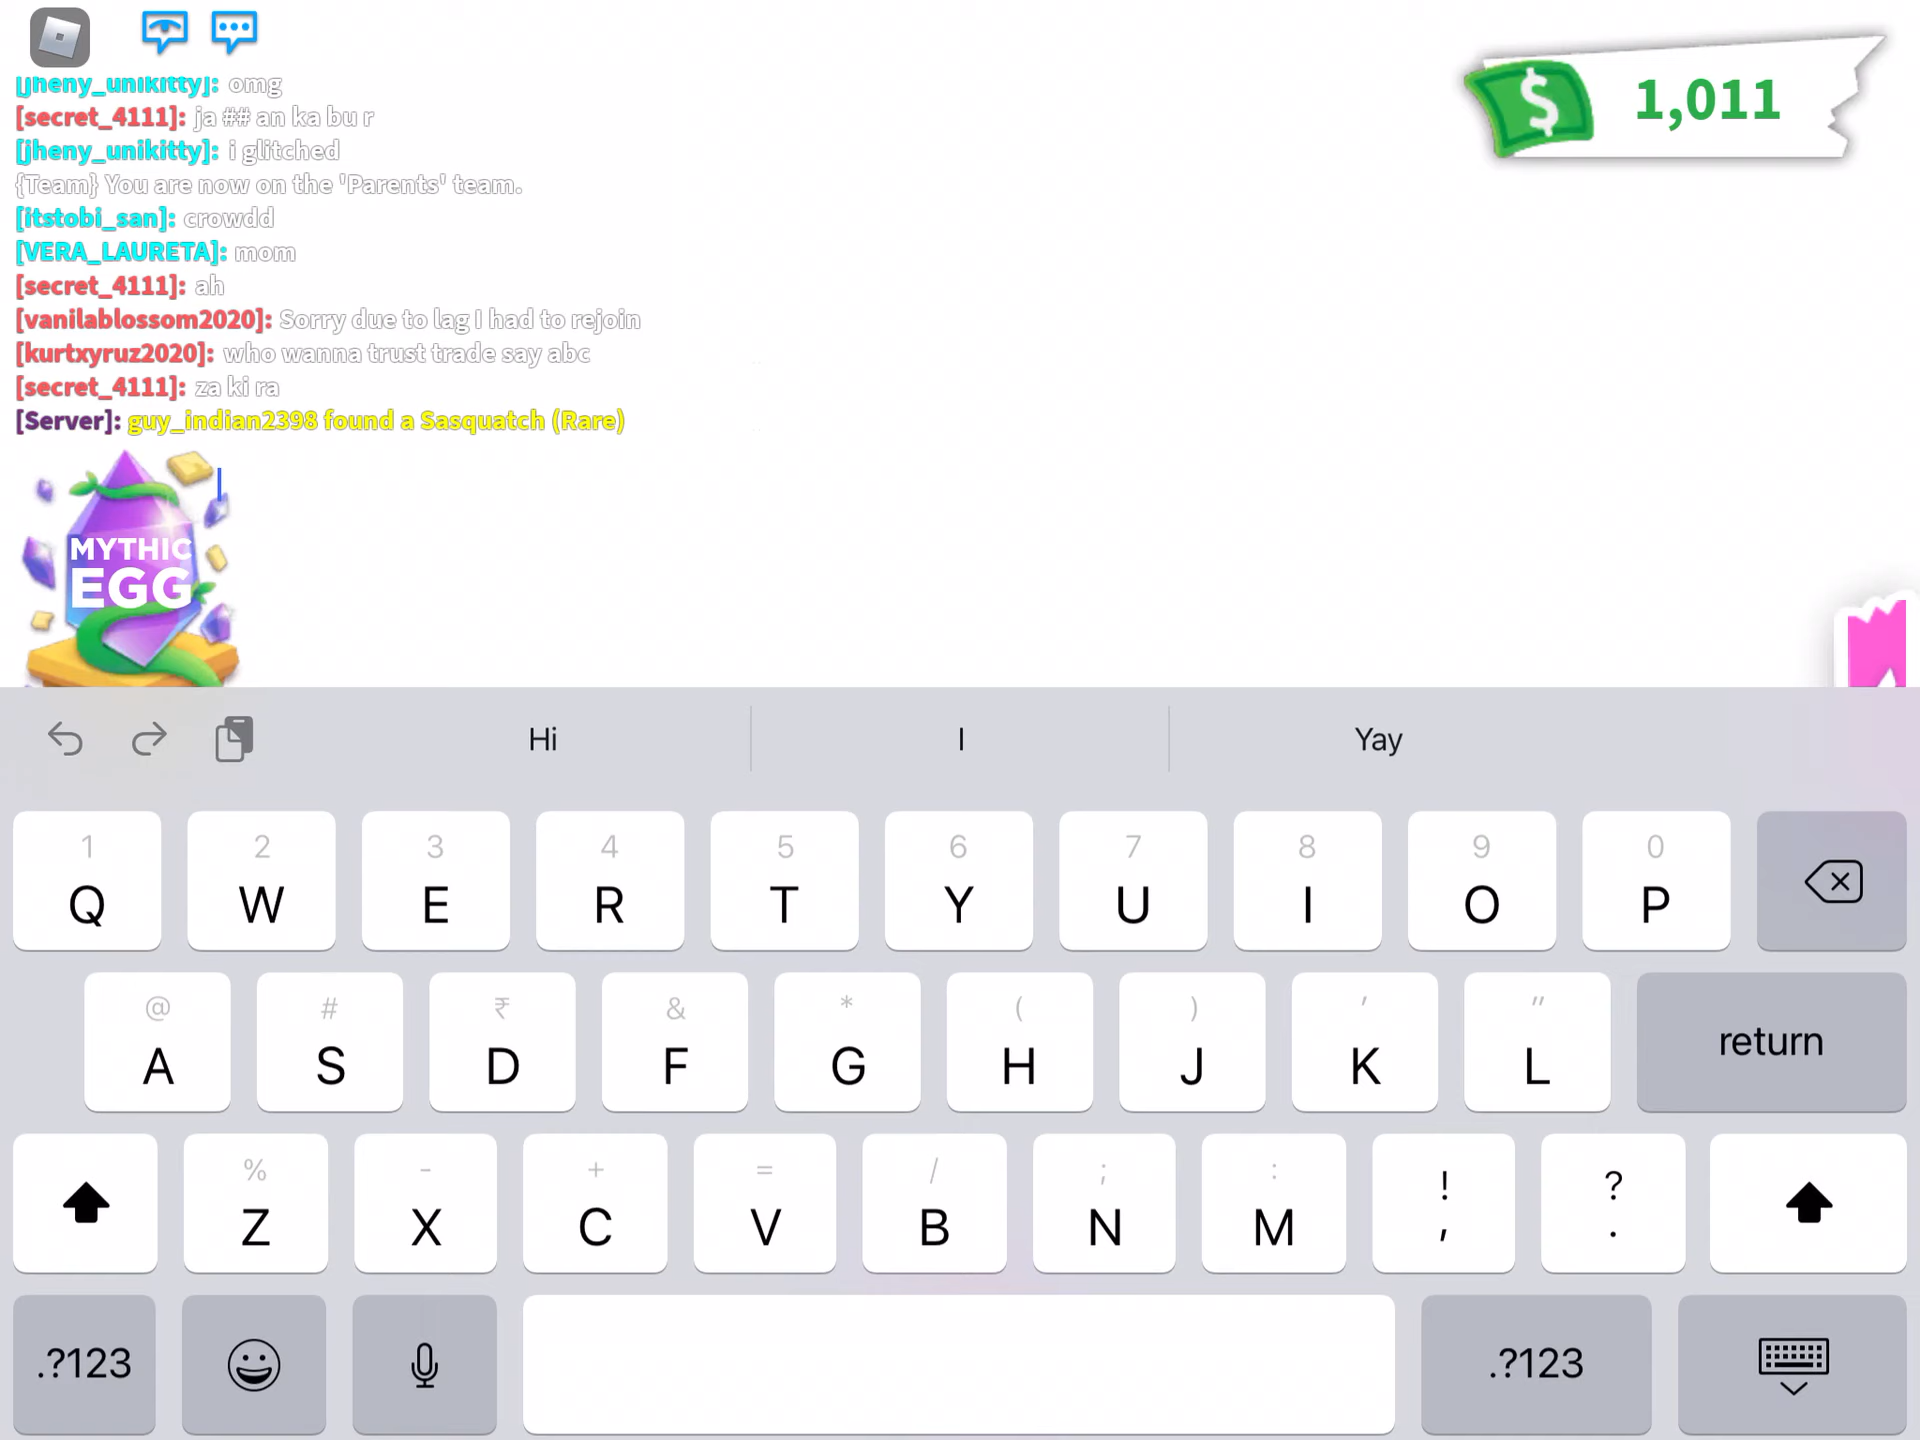 [jheny_unikitty]: omg
[secret_4111]: ja ## an ka bu r
[jheny_unikitty]: i glitched
{Team} You are now on the 'Parents' team.
[itstobi_san]: crowdd
[VERA_LAURETA]: mom
[secret_4111]: ah
[vanilablossom2020]: Sorry due to lag I had to rejoin
[kurtxyruz2020]: who wanna trust trade say abc
[secret_4111]: za ki ra
[Server]: guy_indian2398 found a Sasquatch (Rare)
$ 1,011
MYTHIC
EGG
Hi I Yay
1 2 3 4 5 6 7 8 9 0
Q W E R T Y U I O P
@ # ₹ & * ( ) ' "
A S D F G H J K L return
% - + = / ; : ! ?
Z X C V B N M , .
.?123 .?123